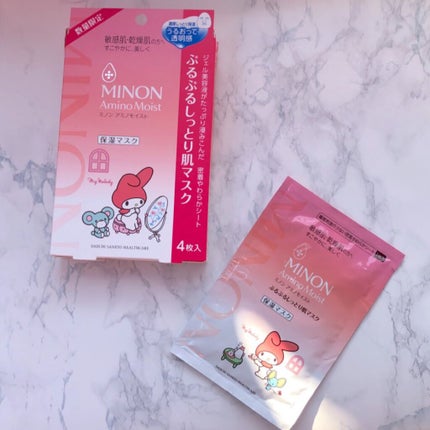 数量限定
敏感肌・乾燥肌の方へ
すこやかに、美しく
うるおって
透明感
MINON
Amino Moist
ミノン アミノモイスト
保湿マスク
ジェル美容液がたっぷり浸みこんだ 密着やわらかシート
ぷるぷるしっとり肌マスク
4枚入
My Melody
DAIICHI SANKYO HEALTHCARE
MINON
敏感肌・乾燥肌の方へ
すこやかに、美しく
MINON
Amino Moist
ミノン アミノモイスト
ぷるぷるしっとり肌マスク
保湿マスク
My Melody